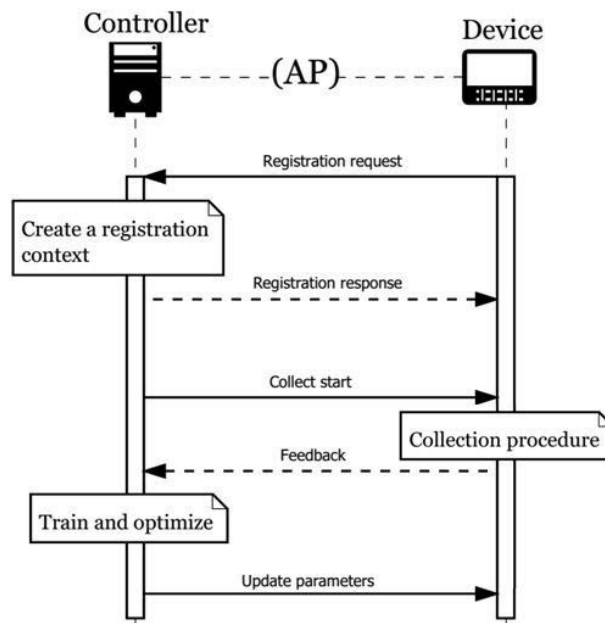 Controller
Device
(AP)
Registration request
Create a registration
context
Registration response
Collect start
Collection procedure
Feedback
Train and optimize
Update parameters